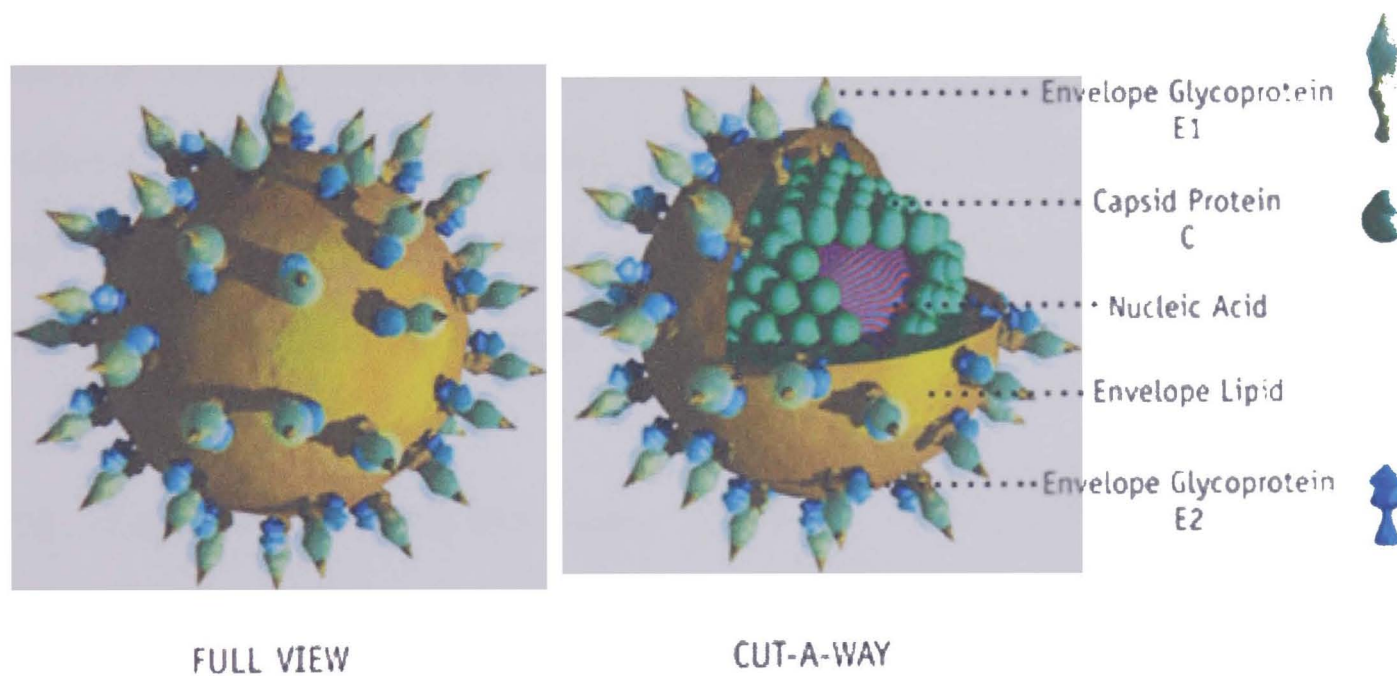 Envelope Glycoprotein
E1
Capsid Protein
C
Nucleic Acid
Envelope Lipid
Envelope Glycoprotein
E2
FULL VIEW
CUT-A-WAY